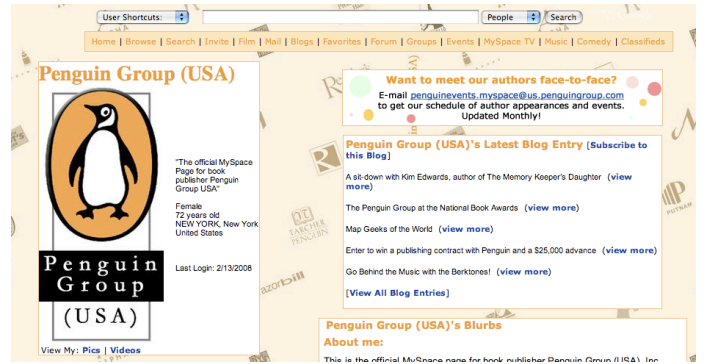 User Shortcuts:
People
Search
Home | Browse | Search | Invite | Film | Mail | Blogs | Favorites | Forum | Groups | Events | MySpace TV | Music | Comedy | Classifieds
Penguin Group (USA)
"The official MySpace
Page for book
publisher Penguin
Group USA"
Female
72 years old
NEW YORK, New York
United States
Last Login: 2/13/2008
Penguin
Group
(USA)
View My: Pics | Videos
Want to meet our authors face-to-face?
E-mail penguinevents.myspace@us.penguingroup.com
to get our schedule of author appearances and events.
Updated Monthly!
Penguin Group (USA)'s Latest Blog Entry [Subscribe to
this Blog]
A sit-down with Kim Edwards, author of The Memory Keeper's Daughter (view
more)
The Penguin Group at the National Book Awards (view more)
Map Geeks of the World (view more)
Enter to win a publishing contract with Penguin and a $25,000 advance (view more)
Go Behind the Music with the Berktones! (view more)
[View All Blog Entries]
Penguin Group (USA)'s Blurbs
About me:
This is the official MySpace page for book publisher Penguin Group (USA), Inc.
TARCHER
PENGUIN
azorbill
PUTNAM